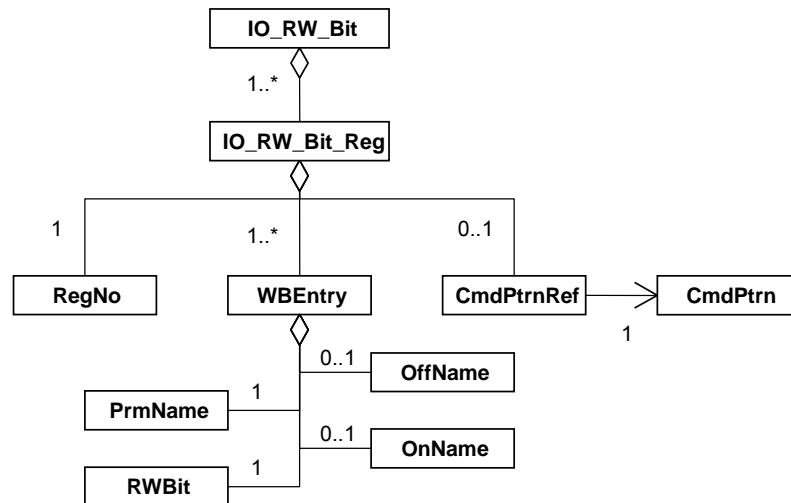 IO_RW_Bit
1..*
IO_RW_Bit_Reg
1
1..*
0..1
RegNo
WBEntry
CmdPtrnRef
CmdPtrn
1
0..1
OffName
PrmName
1
0..1
OnName
RWBit
1